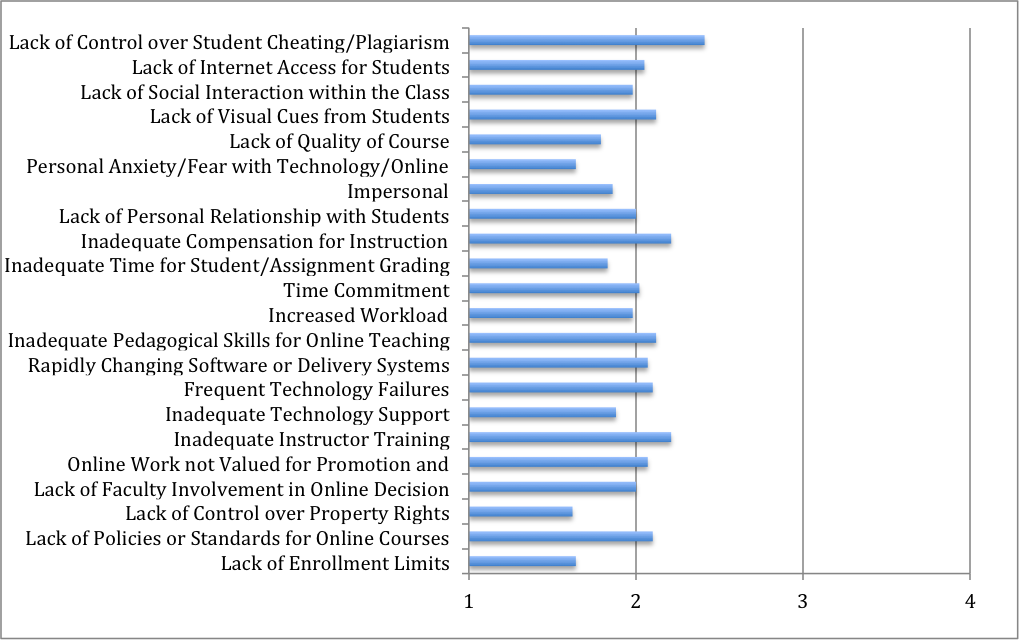 Lack of Control over Student Cheating/Plagiarism
Lack of Internet Access for Students
Lack of Social Interaction within the Class
Lack of Visual Cues from Students
Lack of Quality of Course
Personal Anxiety/Fear with Technology/Online
Impersonal
Lack of Personal Relationship with Students
Inadequate Compensation for Instruction
Inadequate Time for Student/Assignment Grading
Time Commitment
Increased Workload
Inadequate Pedagogical Skills for Online Teaching
Rapidly Changing Software or Delivery Systems
Frequent Technology Failures
Inadequate Technology Support
Inadequate Instructor Training
Online Work not Valued for Promotion and
Lack of Faculty Involvement in Online Decision
Lack of Control over Property Rights
Lack of Policies or Standards for Online Courses
Lack of Enrollment Limits
1 2 3 4